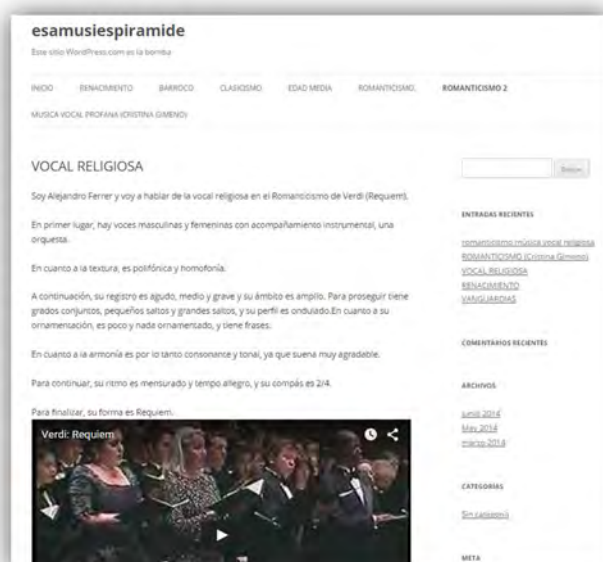 esamusiespiramide
Este sitio WordPress.com es la bomba
INICIO RENACIMIENTO BARROCO CLASICISMO EDAD MEDIA ROMANTICISMO. ROMANTICISMO 2
MUSICA VOCAL PROFANA (CRISTINA GIMENO)
VOCAL RELIGIOSA
Soy Alejandro Ferrer y voy a hablar de la vocal religiosa en el Romanticismo de Verdi (Requiem).
En primer lugar, hay voces masculinas y femeninas con acompañamiento instrumental, una
orquesta.
En cuanto a la textura, es polifónica y homofonía.
A continuación, su registro es agudo, medio y grave y su ámbito es amplio. Para proseguir tiene
grados conjuntos, pequeños saltos y grandes saltos, y su perfil es ondulado.En cuanto a su
ornamentación, es poco y nada ornamentado, y tiene frases.
En cuanto a la armonía es por lo tanto consonante y tonal, ya que suena muy agradable.
Para continuar, su ritmo es mensurado y tempo allegro, y su compás es 2/4.
Para finalizar, su forma es Requiem.
Verdi: Requiem
Buscar
ENTRADAS RECIENTES
romanticismo música vocal religiosa
ROMANTICISMO (Cristina Gimeno)
VOCAL RELIGIOSA
RENACIMIENTO
VANGUARDIAS
COMENTARIOS RECIENTES
ARCHIVOS
junio 2014
May 2014
marzo 2014
CATEGORÍAS
Sin categoría
META